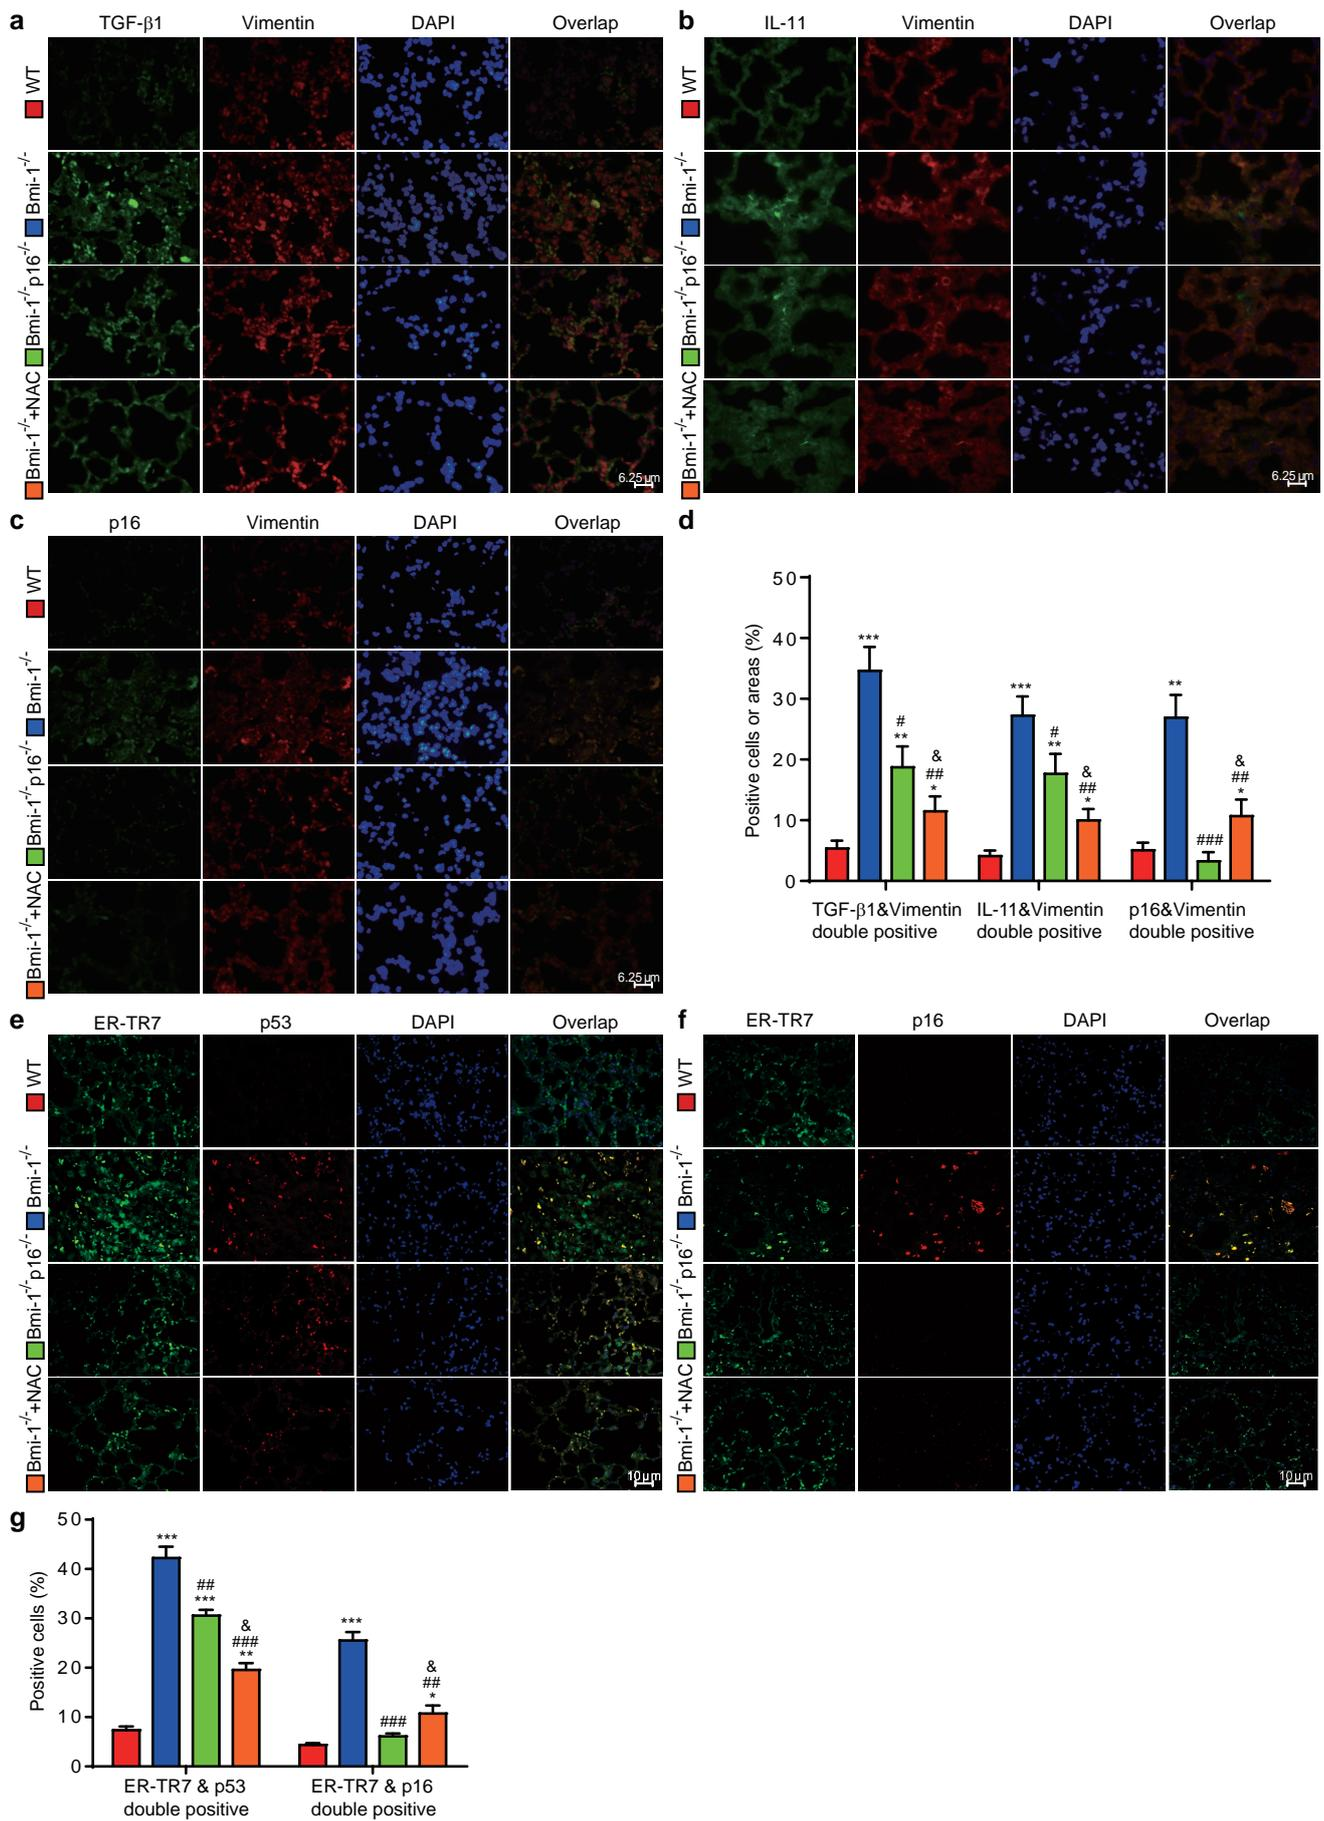 a
TGF-β1 Vimentin DAPI Overlap
WT
Bmi-1-/-
Bmi-1-/-p16-/-
Bmi-1-/-+NAC
6.25 μm
b
IL-11 Vimentin DAPI Overlap
WT
Bmi-1-/-
Bmi-1-/-p16-/-
Bmi-1-/-+NAC
6.25 μm
c
p16 Vimentin DAPI Overlap
WT
Bmi-1-/-
Bmi-1-/-p16-/-
Bmi-1-/-+NAC
6.25 μm
d
Positive cells or areas (%)
50
40
30
20
10
0
***
#
**
&
##
*
***
#
**
&
##
*
**
###
&
##
*
TGF-β1&Vimentin
double positive
IL-11&Vimentin
double positive
p16&Vimentin
double positive
e
ER-TR7 p53 DAPI Overlap
WT
Bmi-1-/-
Bmi-1-/-p16-/-
Bmi-1-/-+NAC
10 μm
f
ER-TR7 p16 DAPI Overlap
WT
Bmi-1-/-
Bmi-1-/-p16-/-
Bmi-1-/-+NAC
10 μm
g
Positive cells (%)
50
40
30
20
10
0
***
##
***
&
###
**
***
###
&
##
*
ER-TR7 & p53
double positive
ER-TR7 & p16
double positive